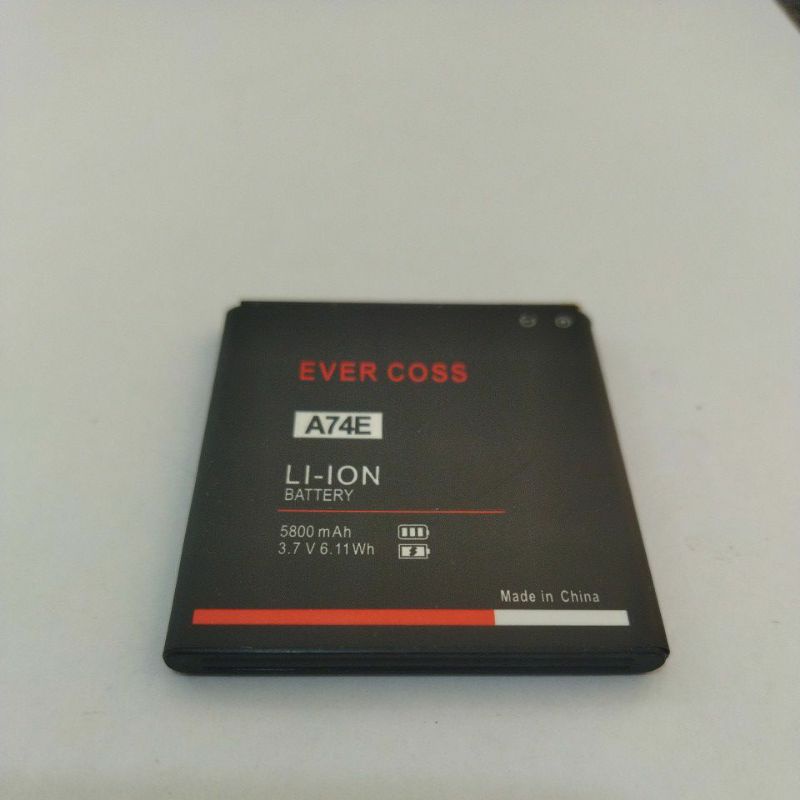 EVER COSS
A74E
LI-ION
BATTERY
5800 mAh
3.7 V 6.11Wh
Made in China